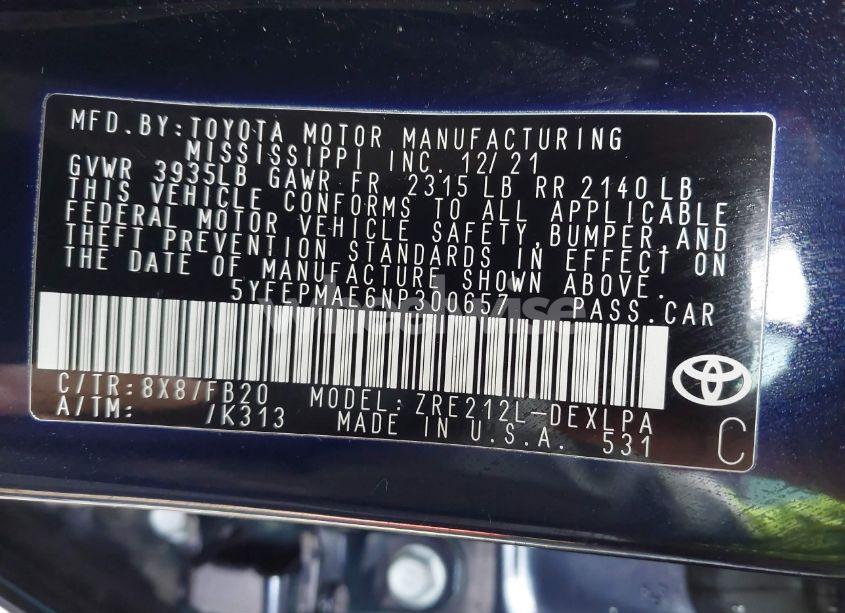 MFD.BY:TOYOTA MOTOR MANUFACTURING
MISSISSIPPI INC. 12/21
GVWR 3935LB GAWR FR 2315 LB RR 2140 LB
THIS VEHICLE CONFORMS TO ALL APPLICABLE
FEDERAL MOTOR VEHICLE SAFETY,BUMPER,AND
THEFT PREVENTION STANDARDS IN EFFECT ON
THE DATE OF MANUFACTURE SHOWN ABOVE.
5YFEPMAE6NP300657 PASS.CAR
wheelwise
C/TR:8X8/FB20 MODEL:ZRE212L-DEXLPA
A/TM: /K313 MADE IN U.S.A. 531
C